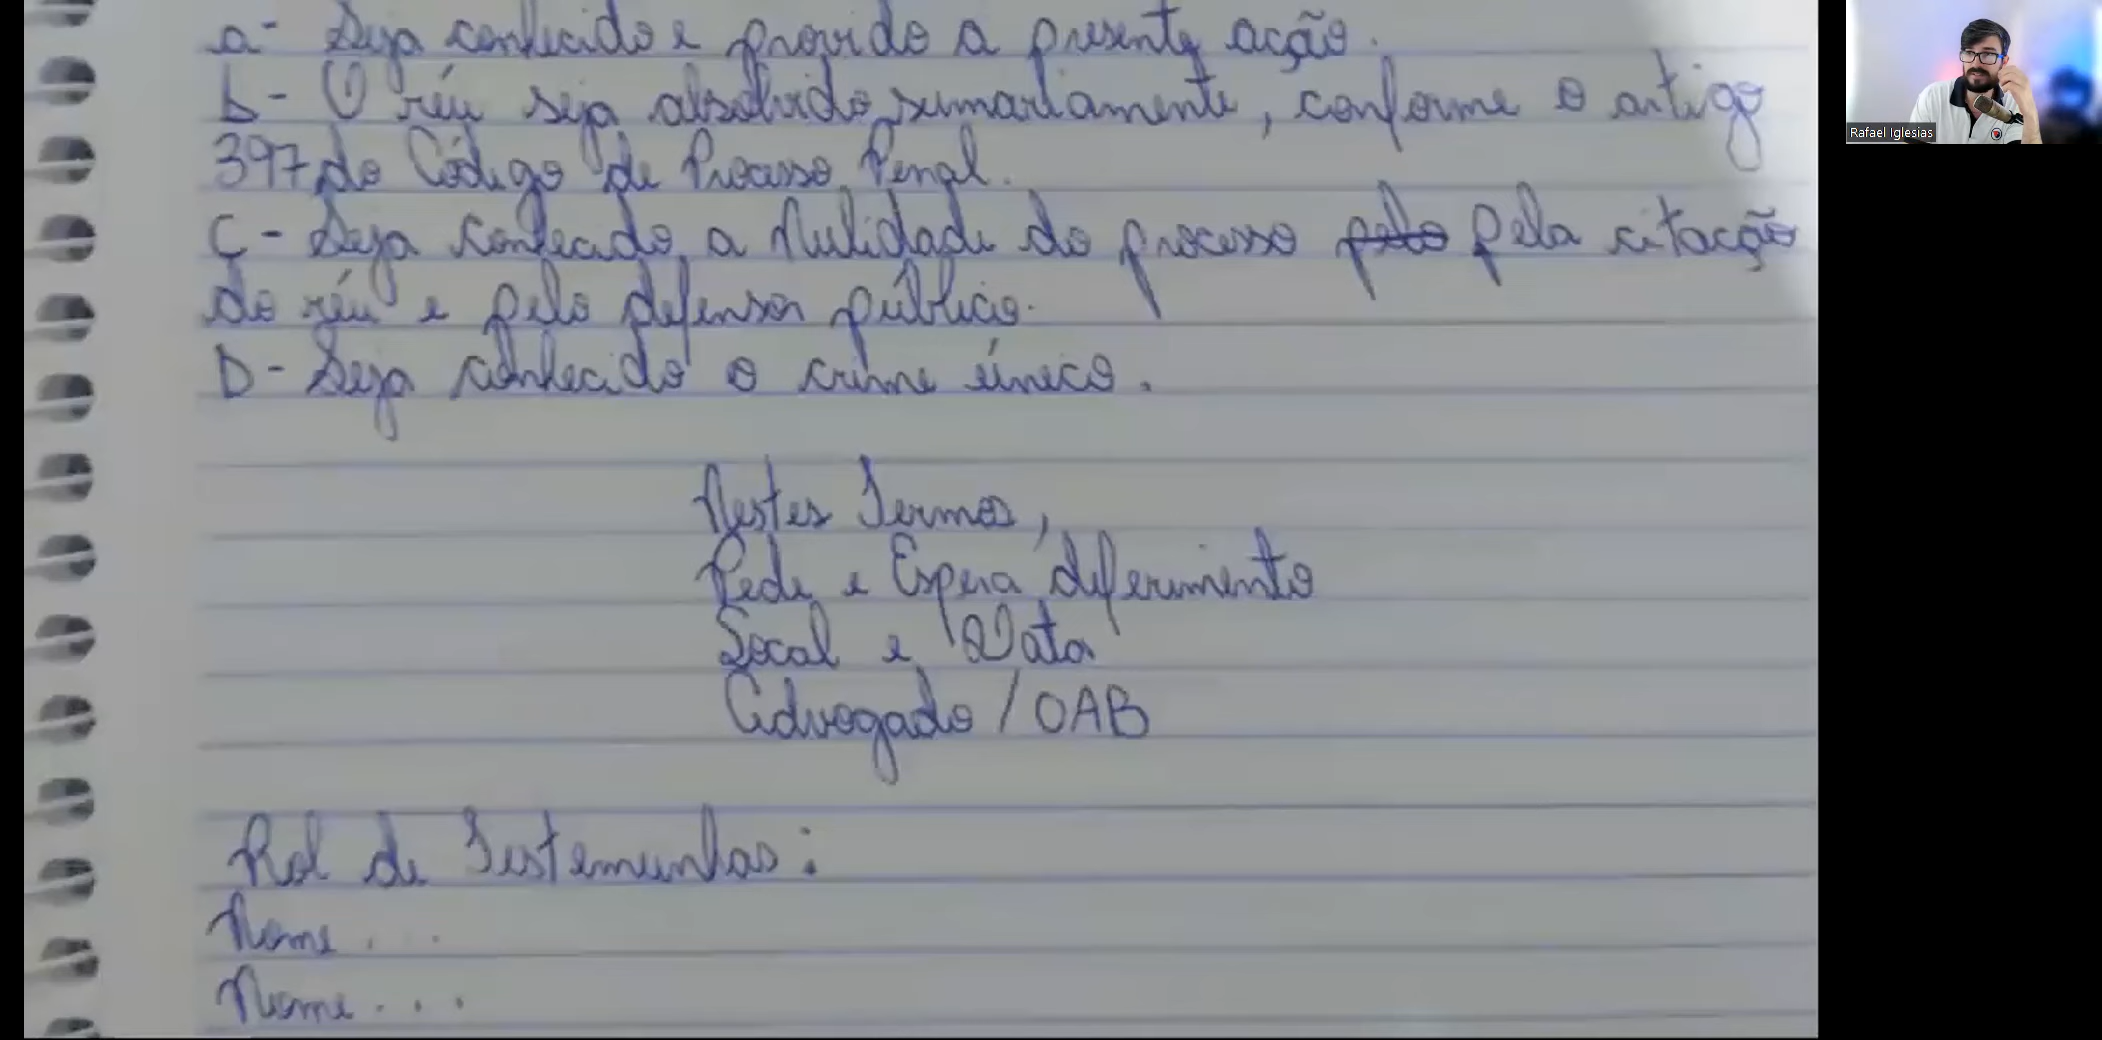 a- Seja conhecido e provido a presente ação.
b- O réu seja absolvido sumariamente, conforme o artigo
397 do Código de Processo Penal.
C- Seja conhecido a Nulidade do processo pelo pela citação
do réu e pelo defensor público.
D- Seja conhecido o crime único.
Nestes Termos,
Pede e Espera deferimento
Local e Data
Advogado / OAB
Rol de Testemunhas:
Nome...
Nome...
Rafael Iglesias